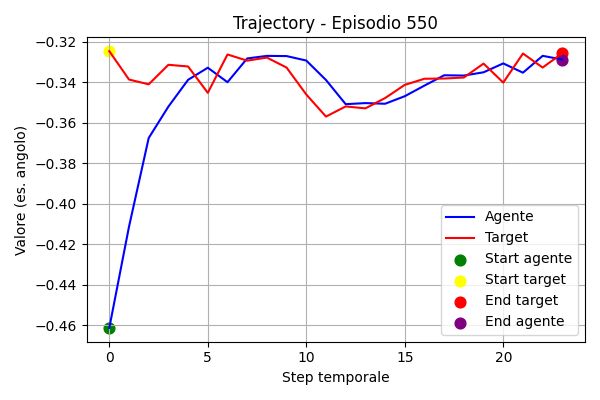 Trajectory - Episodio 550
Valore (es. angolo)
−0.32
−0.34
−0.36
−0.38
−0.40
−0.42
−0.44
−0.46
Agente
Target
Start agente
Start target
End target
End agente
0 5 10 15 20
Step temporale